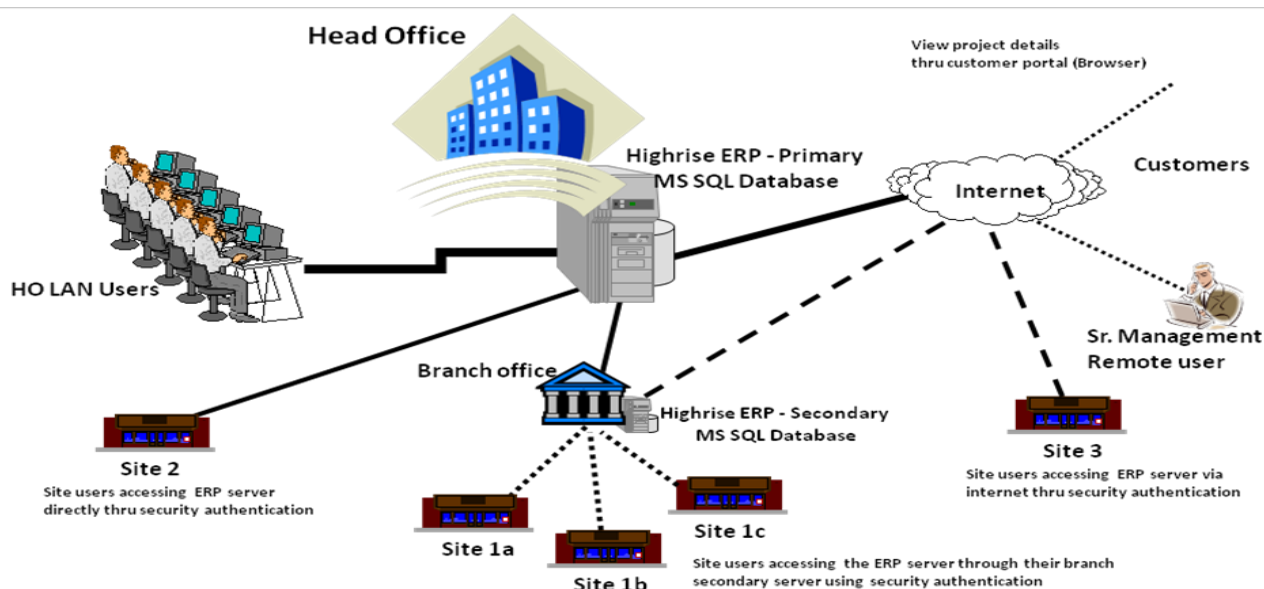 Head Office
View project details
thru customer portal (Browser)
Highrise ERP - Primary
MS SQL Database
Internet
Customers
HO LAN Users
Sr. Management
Remote user
Branch office
Highrise ERP - Secondary
MS SQL Database
Site 2
Site users accessing ERP server
directly thru security authentication
Site 3
Site users accessing ERP server via
internet thru security authentication
Site 1a
Site 1b
Site 1c
Site users accessing the ERP server through their branch
secondary server using security authentication